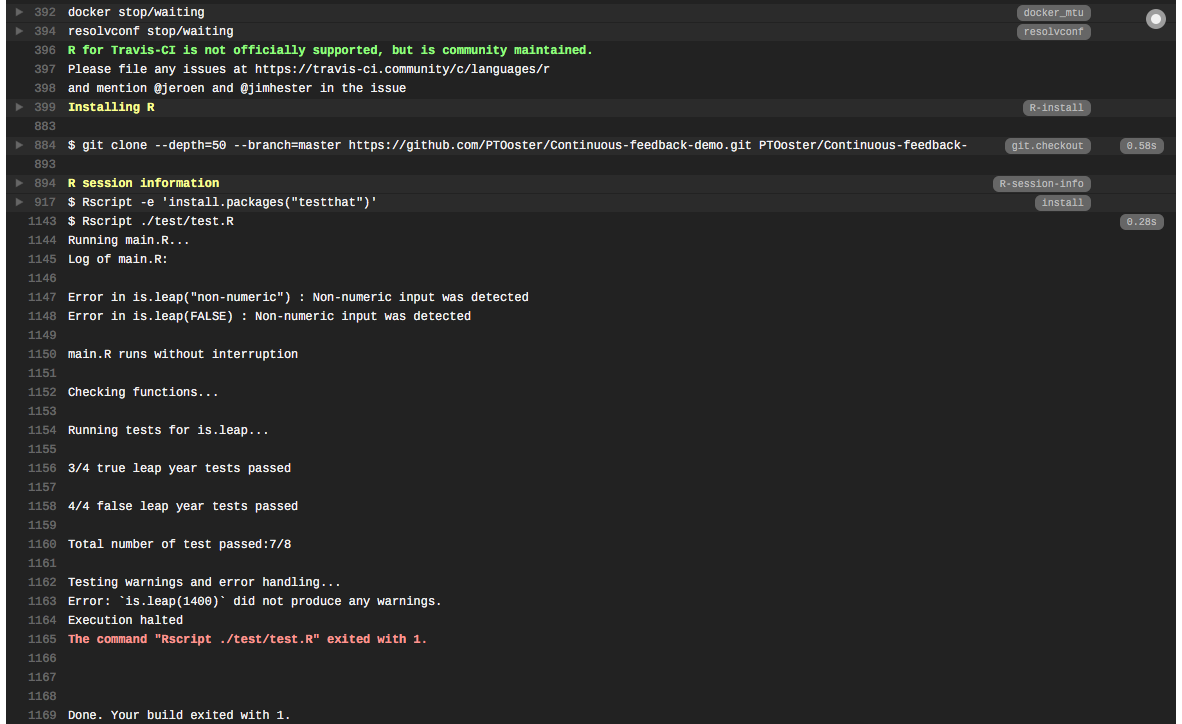 392 docker stop/waiting docker_mtu
394 resolvconf stop/waiting resolvconf
396 R for Travis-CI is not officially supported, but is community maintained.
397 Please file any issues at https://travis-ci.community/c/languages/r
398 and mention @jeroen and @jimhester in the issue
399 Installing R R-install
883
884 $ git clone --depth=50 --branch=master https://github.com/PTOoster/Continuous-feedback-demo.git PTOoster/Continuous-feedback- git.checkout 0.58s
893
894 R session information R-session-info
917 $ Rscript -e 'install.packages("testthat")' install
1143 $ Rscript ./test/test.R 0.28s
1144 Running main.R...
1145 Log of main.R:
1146
1147 Error in is.leap("non-numeric") : Non-numeric input was detected
1148 Error in is.leap(FALSE) : Non-numeric input was detected
1149
1150 main.R runs without interruption
1151
1152 Checking functions...
1153
1154 Running tests for is.leap...
1155
1156 3/4 true leap year tests passed
1157
1158 4/4 false leap year tests passed
1159
1160 Total number of test passed:7/8
1161
1162 Testing warnings and error handling...
1163 Error: `is.leap(1400)` did not produce any warnings.
1164 Execution halted
1165 The command "Rscript ./test/test.R" exited with 1.
1166
1167
1168
1169 Done. Your build exited with 1.